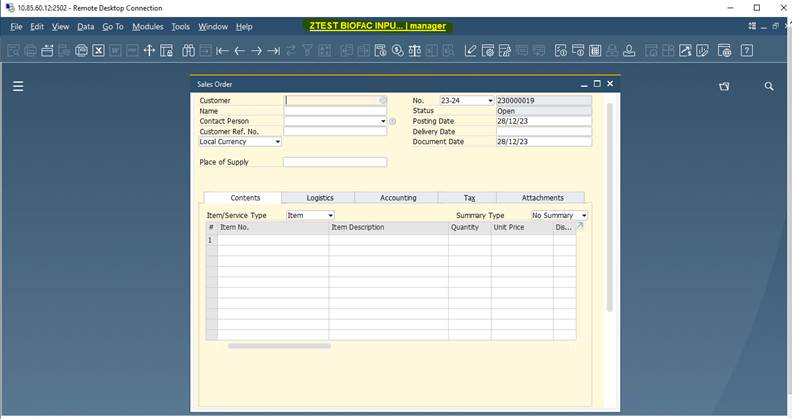 10.85.60.12:2502 - Remote Desktop Connection
File Edit View Data Go To Modules Tools Window Help
ZTEST BIOFAC INPU... | manager
Sales Order
Customer
No. 23-24 230000019
Name
Status Open
Contact Person
Posting Date 28/12/23
Customer Ref. No.
Delivery Date
Local Currency
Document Date 28/12/23
Place of Supply
Contents Logistics Accounting Tax Attachments
Item/Service Type Item Summary Type No Summary
# Item No. Item Description Quantity Unit Price Dis...
1